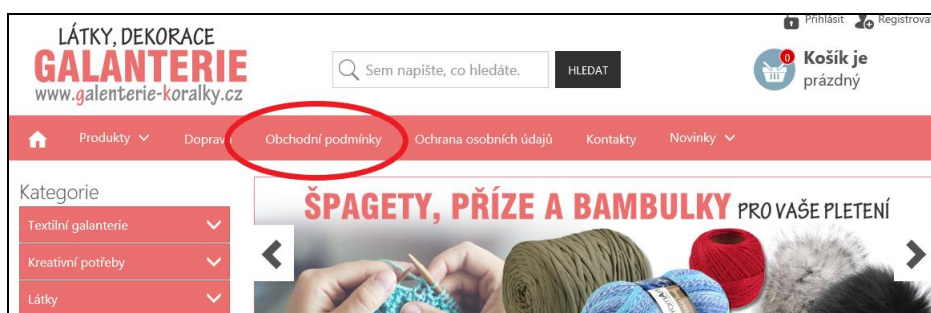 LÁTKY, DEKORACE
GALANTERIE
www.galenterie-koralky.cz
Sem napište, co hledáte.
HLEDAT
Přihlásit
Registrovat
0
Košík je
prázdný
Produkty
Doprava
Obchodní podmínky
Ochrana osobních údajů
Kontakty
Novinky
Kategorie
Textilní galanterie
Kreativní potřeby
Látky
ŠPAGETY, PŘÍZE A BAMBULKY PRO VAŠE PLETENÍ